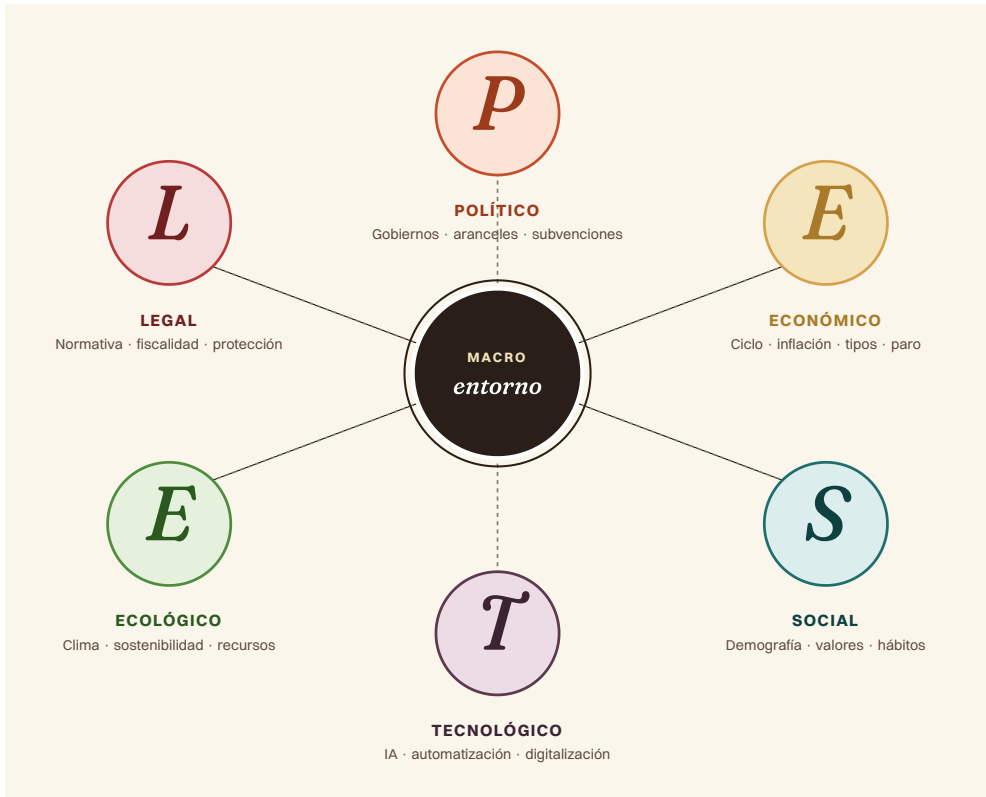 P
POLÍTICO
Gobiernos · aranceles · subvenciones
L
LEGAL
Normativa · fiscalidad · protección
E
ECONÓMICO
Ciclo · inflación · tipos · paro
MACRO
entorno
E
ECOLÓGICO
Clima · sostenibilidad · recursos
S
SOCIAL
Demografía · valores · hábitos
T
TECNOLÓGICO
IA · automatización · digitalización